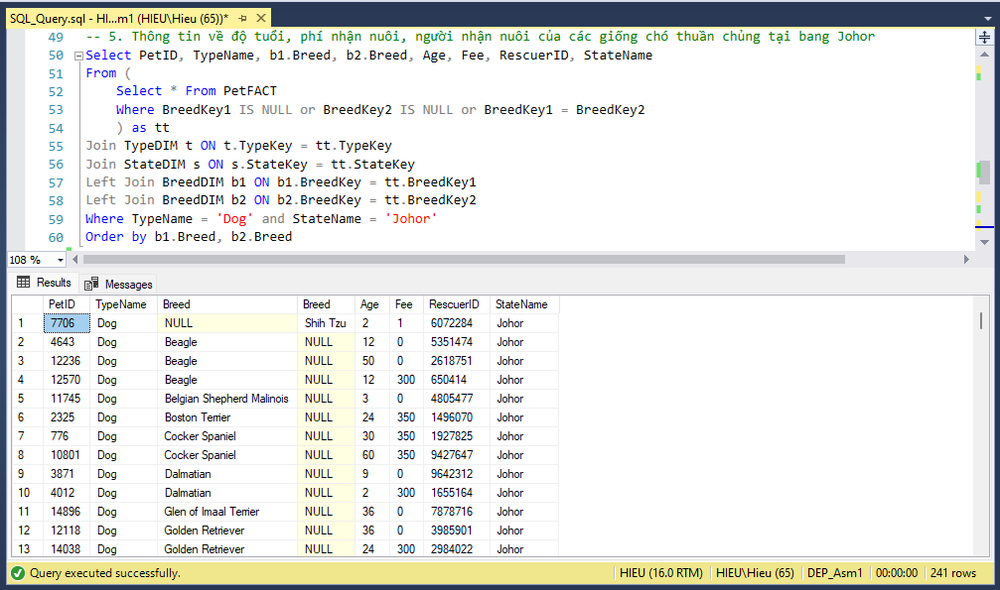 SQL_Query.sql - HI...m1 (HIEU\Hieu (65))*
49 -- 5. Thông tin về độ tuổi, phí nhận nuôi, người nhận nuôi của các giống chó thuần chủng tại bang Johor
50 Select PetID, TypeName, b1.Breed, b2.Breed, Age, Fee, RescuerID, StateName
51 From (
52 Select * From PetFACT
53 Where BreedKey1 IS NULL or BreedKey2 IS NULL or BreedKey1 = BreedKey2
54 ) as tt
55 Join TypeDIM t ON t.TypeKey = tt.TypeKey
56 Join StateDIM s ON s.StateKey = tt.StateKey
57 Left Join BreedDIM b1 ON b1.BreedKey = tt.BreedKey1
58 Left Join BreedDIM b2 ON b2.BreedKey = tt.BreedKey2
59 Where TypeName = 'Dog' and StateName = 'Johor'
60 Order by b1.Breed, b2.Breed
108 %
Results Messages
PetID TypeName Breed Breed Age Fee RescuerID StateName
1 7706 Dog NULL Shih Tzu 2 1 6072284 Johor
2 4643 Dog Beagle NULL 12 0 5351474 Johor
3 12236 Dog Beagle NULL 50 0 2618751 Johor
4 12570 Dog Beagle NULL 12 300 650414 Johor
5 11745 Dog Belgian Shepherd Malinois NULL 3 0 4805477 Johor
6 2325 Dog Boston Terrier NULL 24 350 1496070 Johor
7 776 Dog Cocker Spaniel NULL 30 350 1927825 Johor
8 10801 Dog Cocker Spaniel NULL 60 350 9427647 Johor
9 3871 Dog Dalmatian NULL 9 0 9642312 Johor
10 4012 Dog Dalmatian NULL 2 300 1655164 Johor
11 14896 Dog Glen of Imaal Terrier NULL 36 0 7878716 Johor
12 12118 Dog Golden Retriever NULL 36 0 3985901 Johor
13 14038 Dog Golden Retriever NULL 24 300 2984022 Johor
Query executed successfully. HIEU (16.0 RTM) HIEU\Hieu (65) DEP_Asm1 00:00:00 241 rows